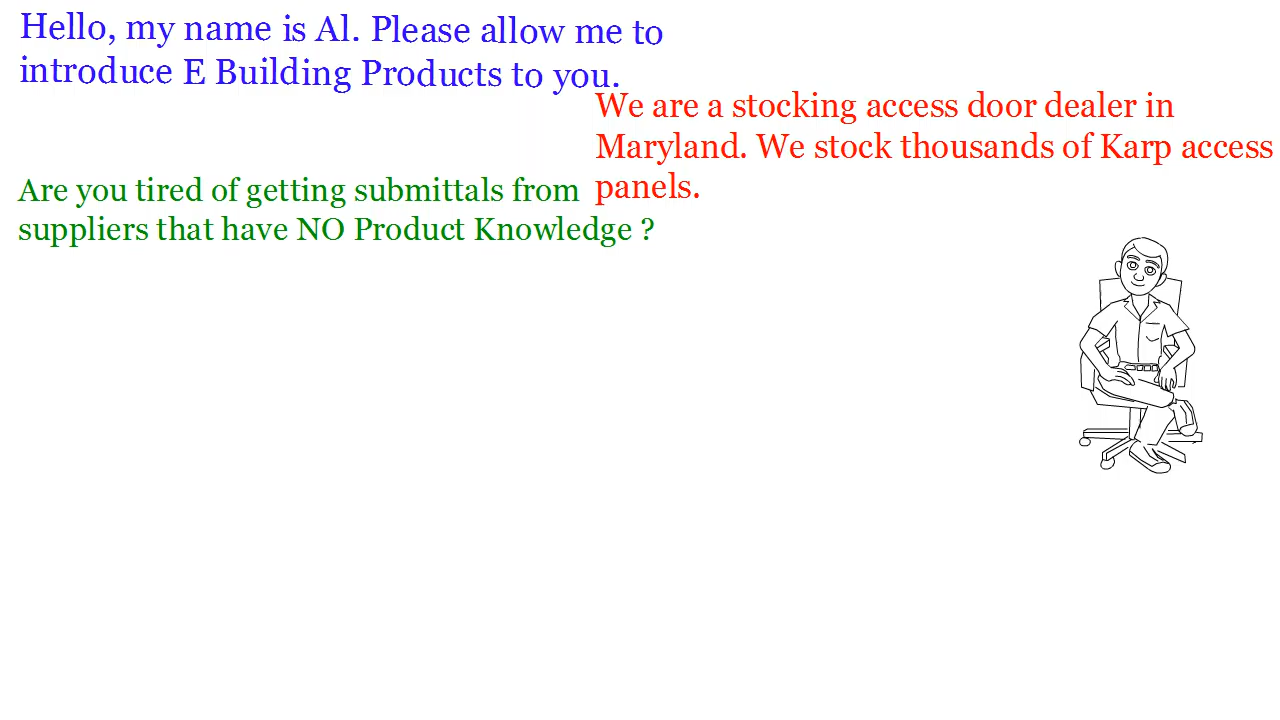 Hello, my name is Al. Please allow me to
introduce E Building Products to you.
We are a stocking access door dealer in
Maryland. We stock thousands of Karp access
panels.
Are you tired of getting submittals from
suppliers that have NO Product Knowledge ?